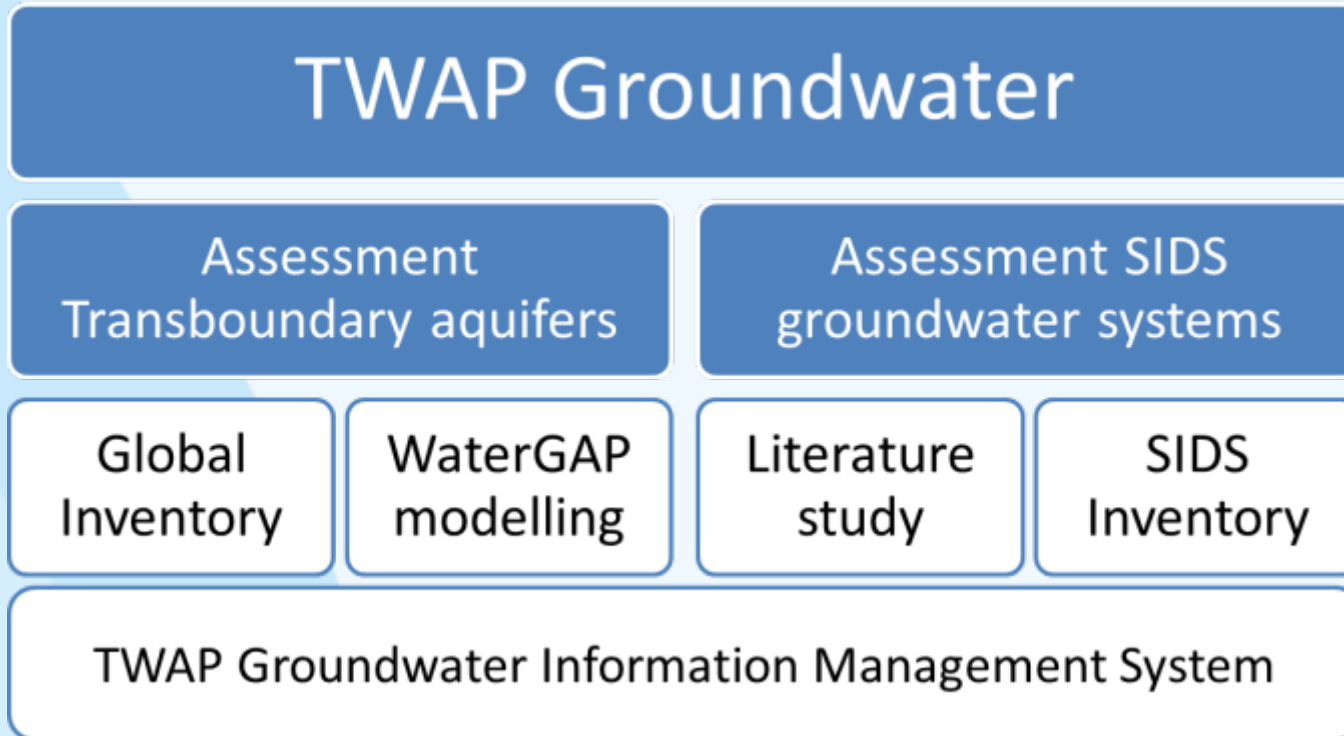 TWAP Groundwater
Assessment
Transboundary aquifers
Assessment SIDS
groundwater systems
Global
Inventory
WaterGAP
modelling
Literature
study
SIDS
Inventory
TWAP Groundwater Information Management System